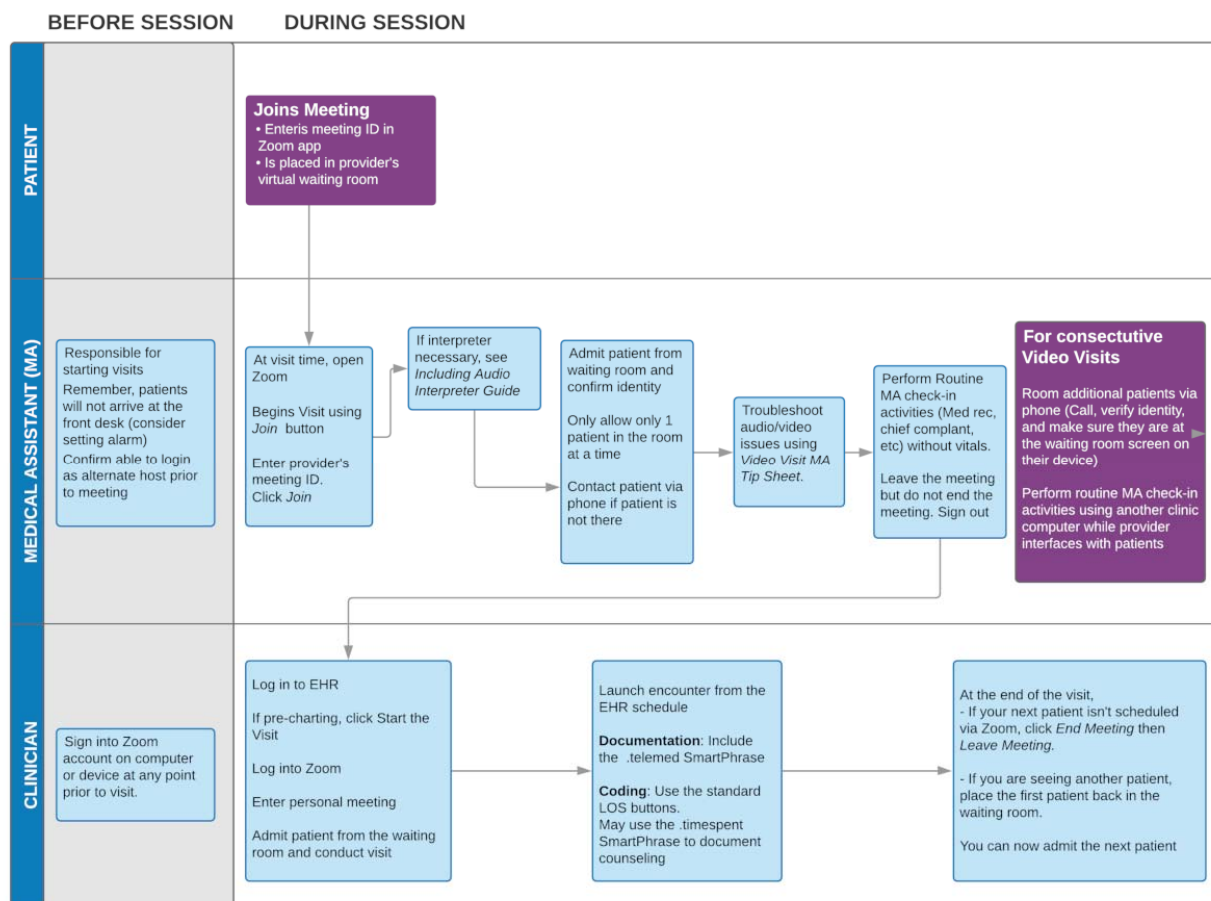 BEFORE SESSION
DURING SESSION
PATIENT
Joins Meeting
• Enteris meeting ID in
Zoom app
• Is placed in provider's
virtual waiting room
MEDICAL ASSISTANT (MA)
Responsible for
starting visits
Remember, patients
will not arrive at the
front desk (consider
setting alarm)
Confirm able to login
as alternate host prior
to meeting
At visit time, open
Zoom
Begins Visit using
Join button
Enter provider's
meeting ID.
Click Join
If interpreter
necessary, see
Including Audio
Interpreter Guide
Admit patient from
waiting room and
confirm identity
Only allow only 1
patient in the room
at a time
Contact patient via
phone if patient is
not there
Troubleshoot
audio/video
issues using
Video Visit MA
Tip Sheet.
Perform Routine
MA check-in
activities (Med rec,
chief complant,
etc) without vitals.
Leave the meeting
but do not end the
meeting. Sign out
For consectutive
Video Visits
Room additional patients via
phone (Call, verify identity,
and make sure they are at
the waiting room screen on
their device)
Perform routine MA check-in
activities using another clinic
computer while provider
interfaces with patients
CLINICIAN
Sign into Zoom
account on computer
or device at any point
prior to visit.
Log in to EHR
If pre-charting, click Start the
Visit
Log into Zoom
Enter personal meeting
Admit patient from the waiting
room and conduct visit
Launch encounter from the
EHR schedule
Documentation: Include
the .telemed SmartPhrase
Coding: Use the standard
LOS buttons.
May use the .timespent
SmartPhrase to document
counseling
At the end of the visit,
- If your next patient isn't scheduled
via Zoom, click End Meeting then
Leave Meeting.
- If you are seeing another patient,
place the first patient back in the
waiting room.
You can now admit the next patient